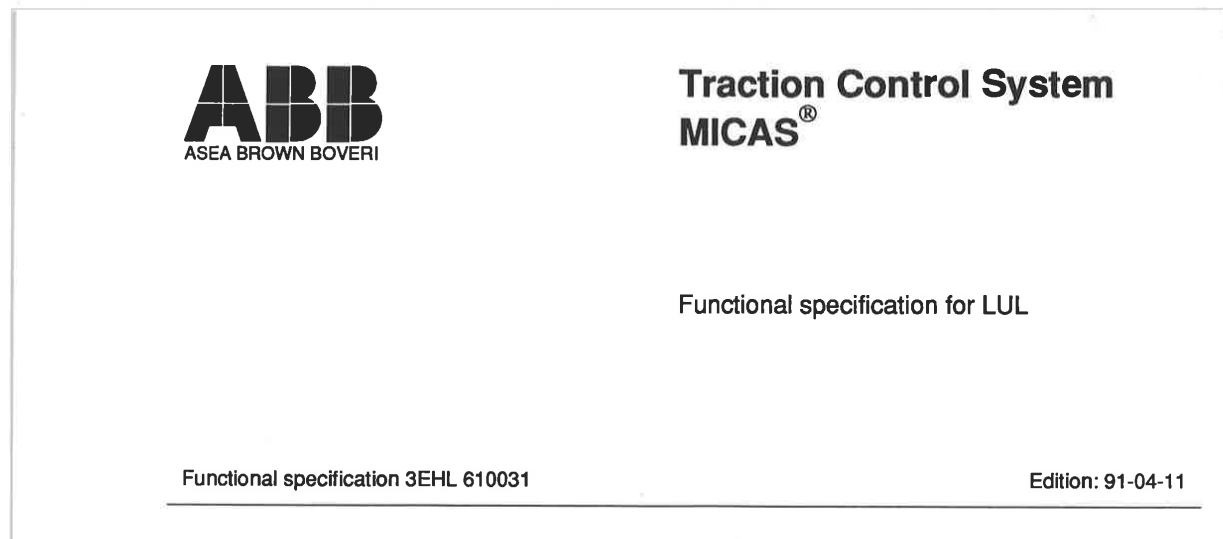 ABB
ASEA BROWN BOVERI
Traction Control System
MICAS®
Functional specification for LUL
Functional specification 3EHL 610031
Edition: 91-04-11